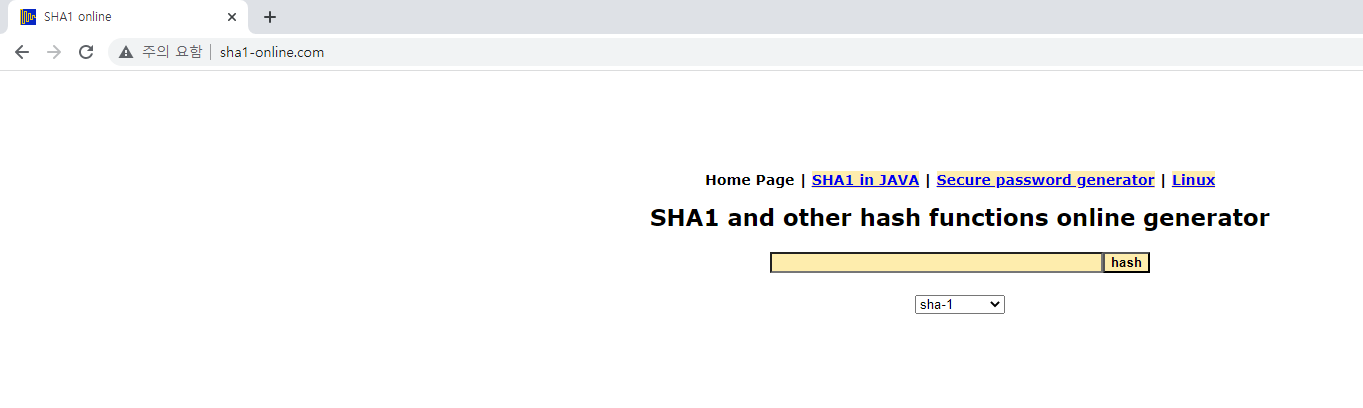 SHA1 online
주의 요함 | sha1-online.com
Home Page | SHA1 in JAVA | Secure password generator | Linux
SHA1 and other hash functions online generator
hash
sha-1